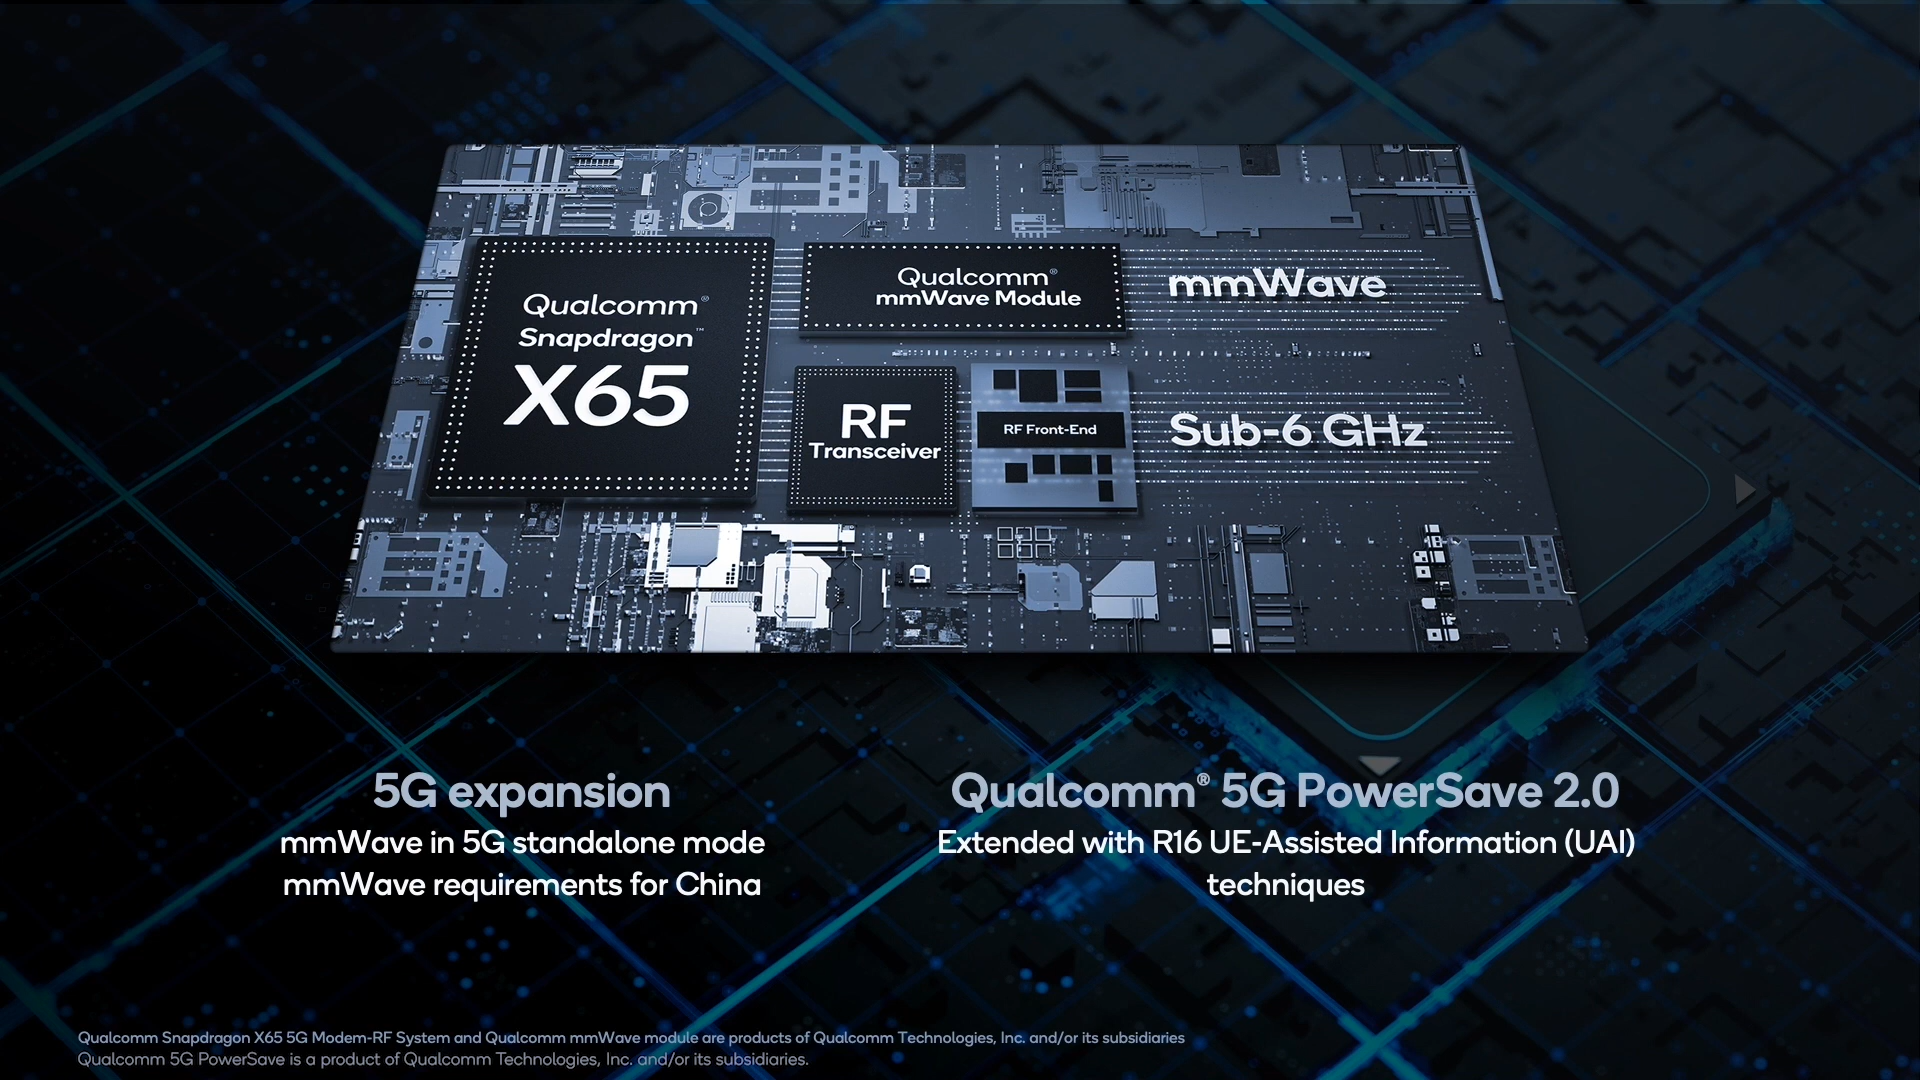 Qualcomm®
Snapdragon™
X65
Qualcomm®
mmWave Module
mmWave
RF
Transceiver
RF Front-End
Sub-6 GHz
5G expansion
mmWave in 5G standalone mode
mmWave requirements for China
Qualcomm® 5G PowerSave 2.0
Extended with R16 UE-Assisted Information (UAI)
techniques
Qualcomm Snapdragon X65 5G Modem-RF System and Qualcomm mmWave module are products of Qualcomm Technologies, Inc. and/or its subsidiaries
Qualcomm 5G PowerSave is a product of Qualcomm Technologies, Inc. and/or its subsidiaries.